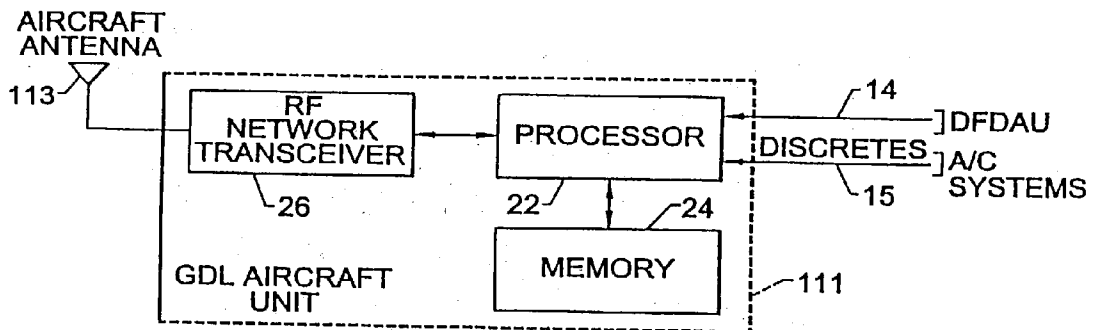 AIRCRAFT
ANTENNA
113
RF
NETWORK
TRANSCEIVER
26
PROCESSOR
22
24
MEMORY
GDL AIRCRAFT
UNIT
14
DFDAU
DISCRETES
15
A/C
SYSTEMS
111